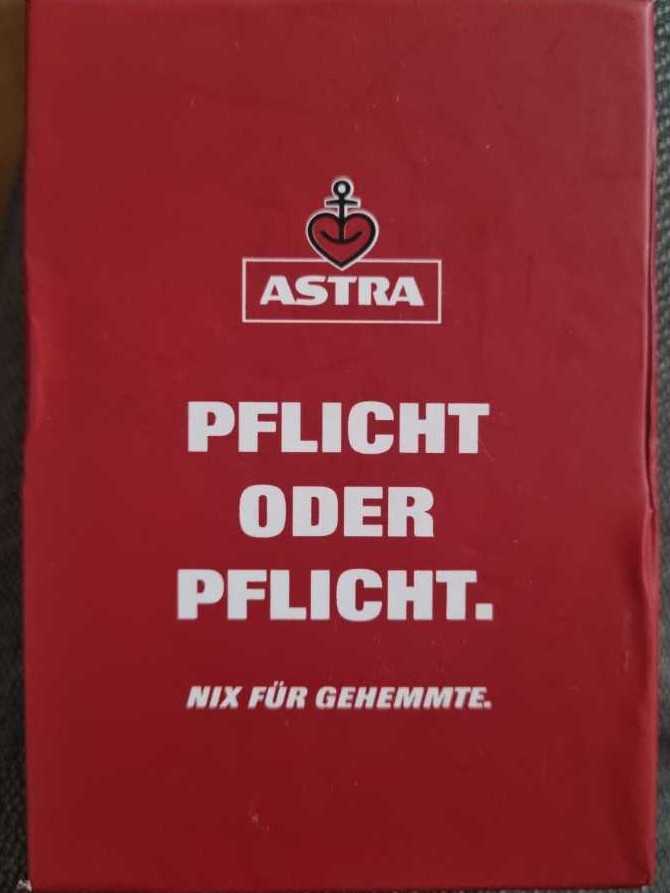 ASTRA
PFLICHT
ODER
PFLICHT.
NIX FÜR GEHEMMTE.